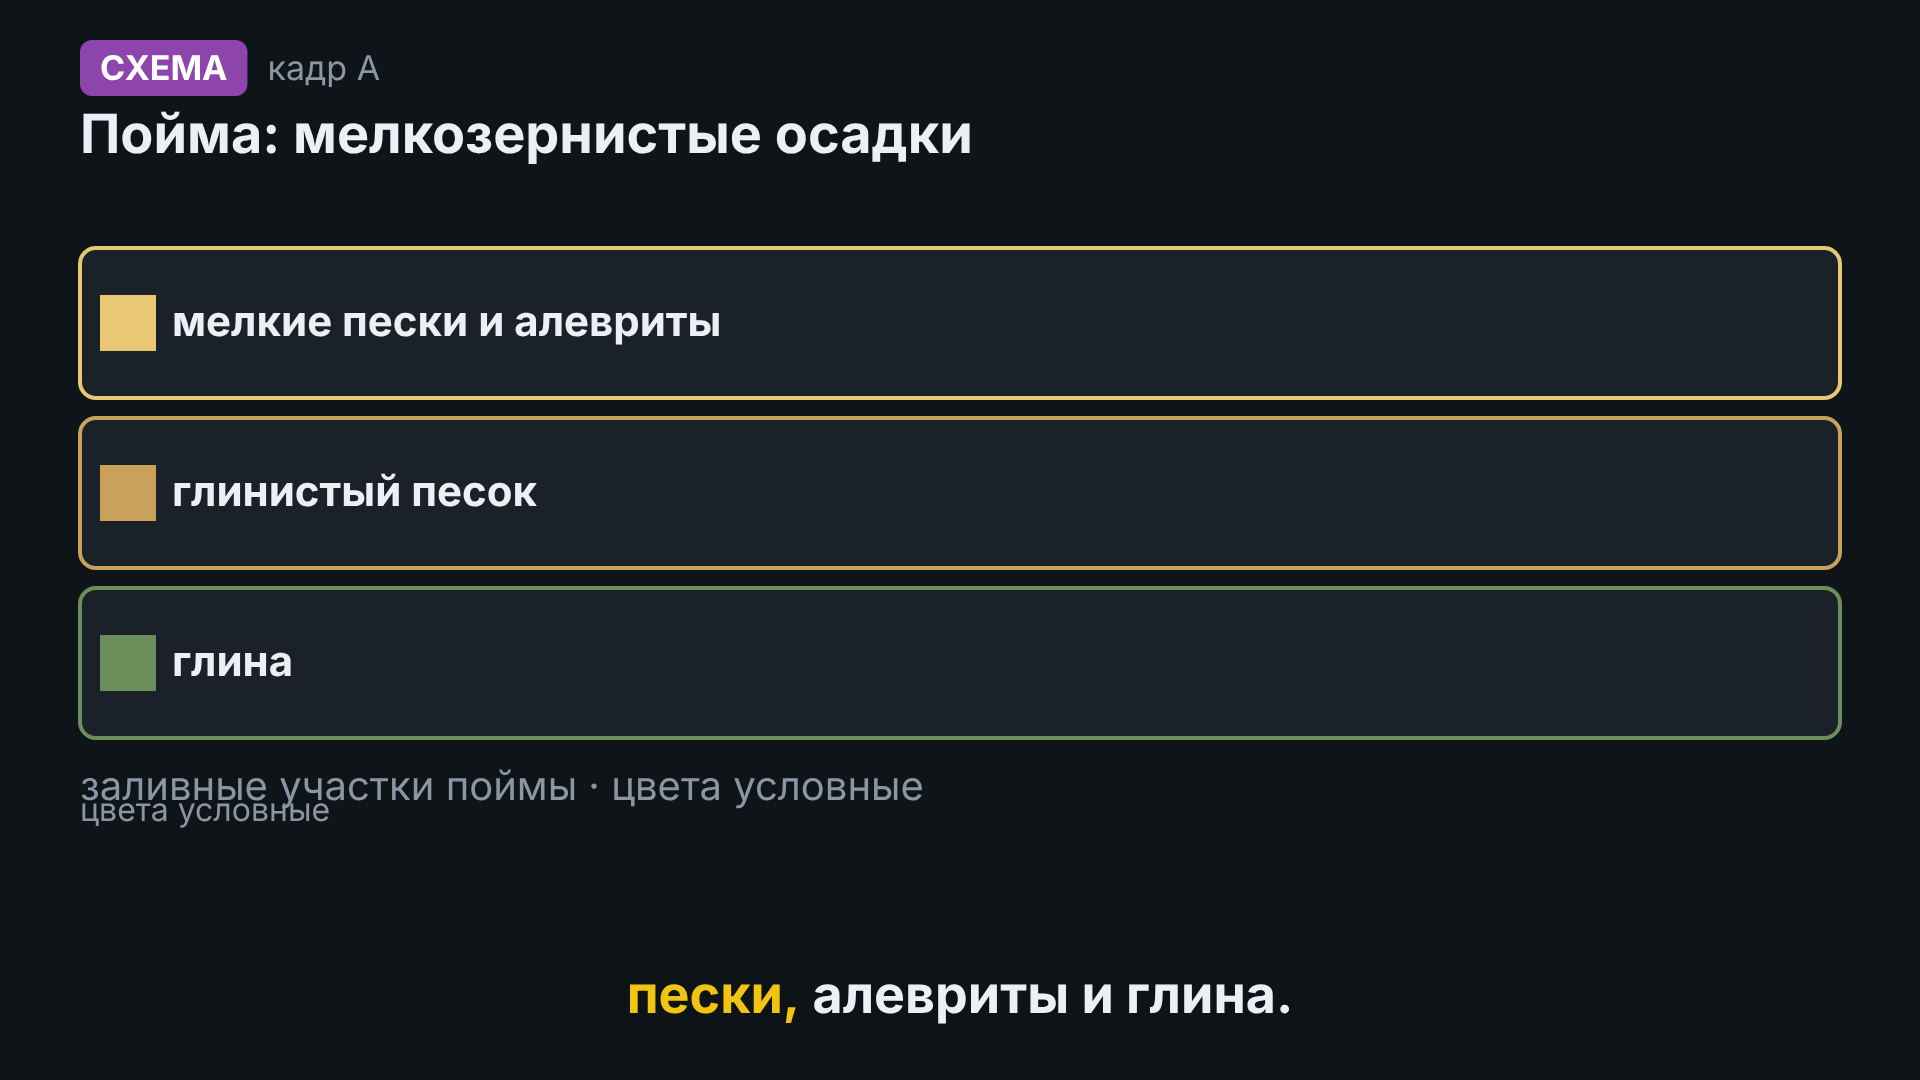 СХЕМА кадр А
Пойма: мелкозернистые осадки
мелкие пески и алевриты
глинистый песок
глина
заливные участки поймы · цвета условные
цвета условные
пески, алевриты и глина.